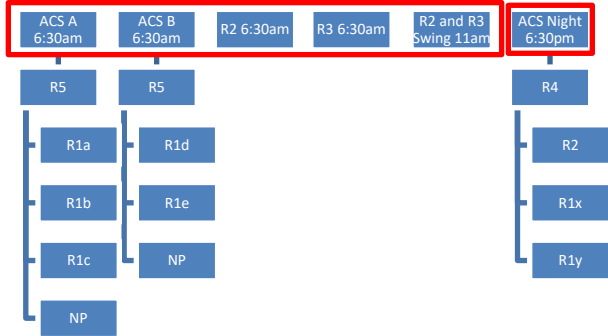 ACS A
6:30am
ACS B
6:30am
R2 6:30am
R3 6:30am
R2 and R3
Swing 11am
ACS Night
6:30pm
R5
R5
R4
R1a
R1d
R2
R1b
R1e
R1x
R1c
NP
R1y
NP